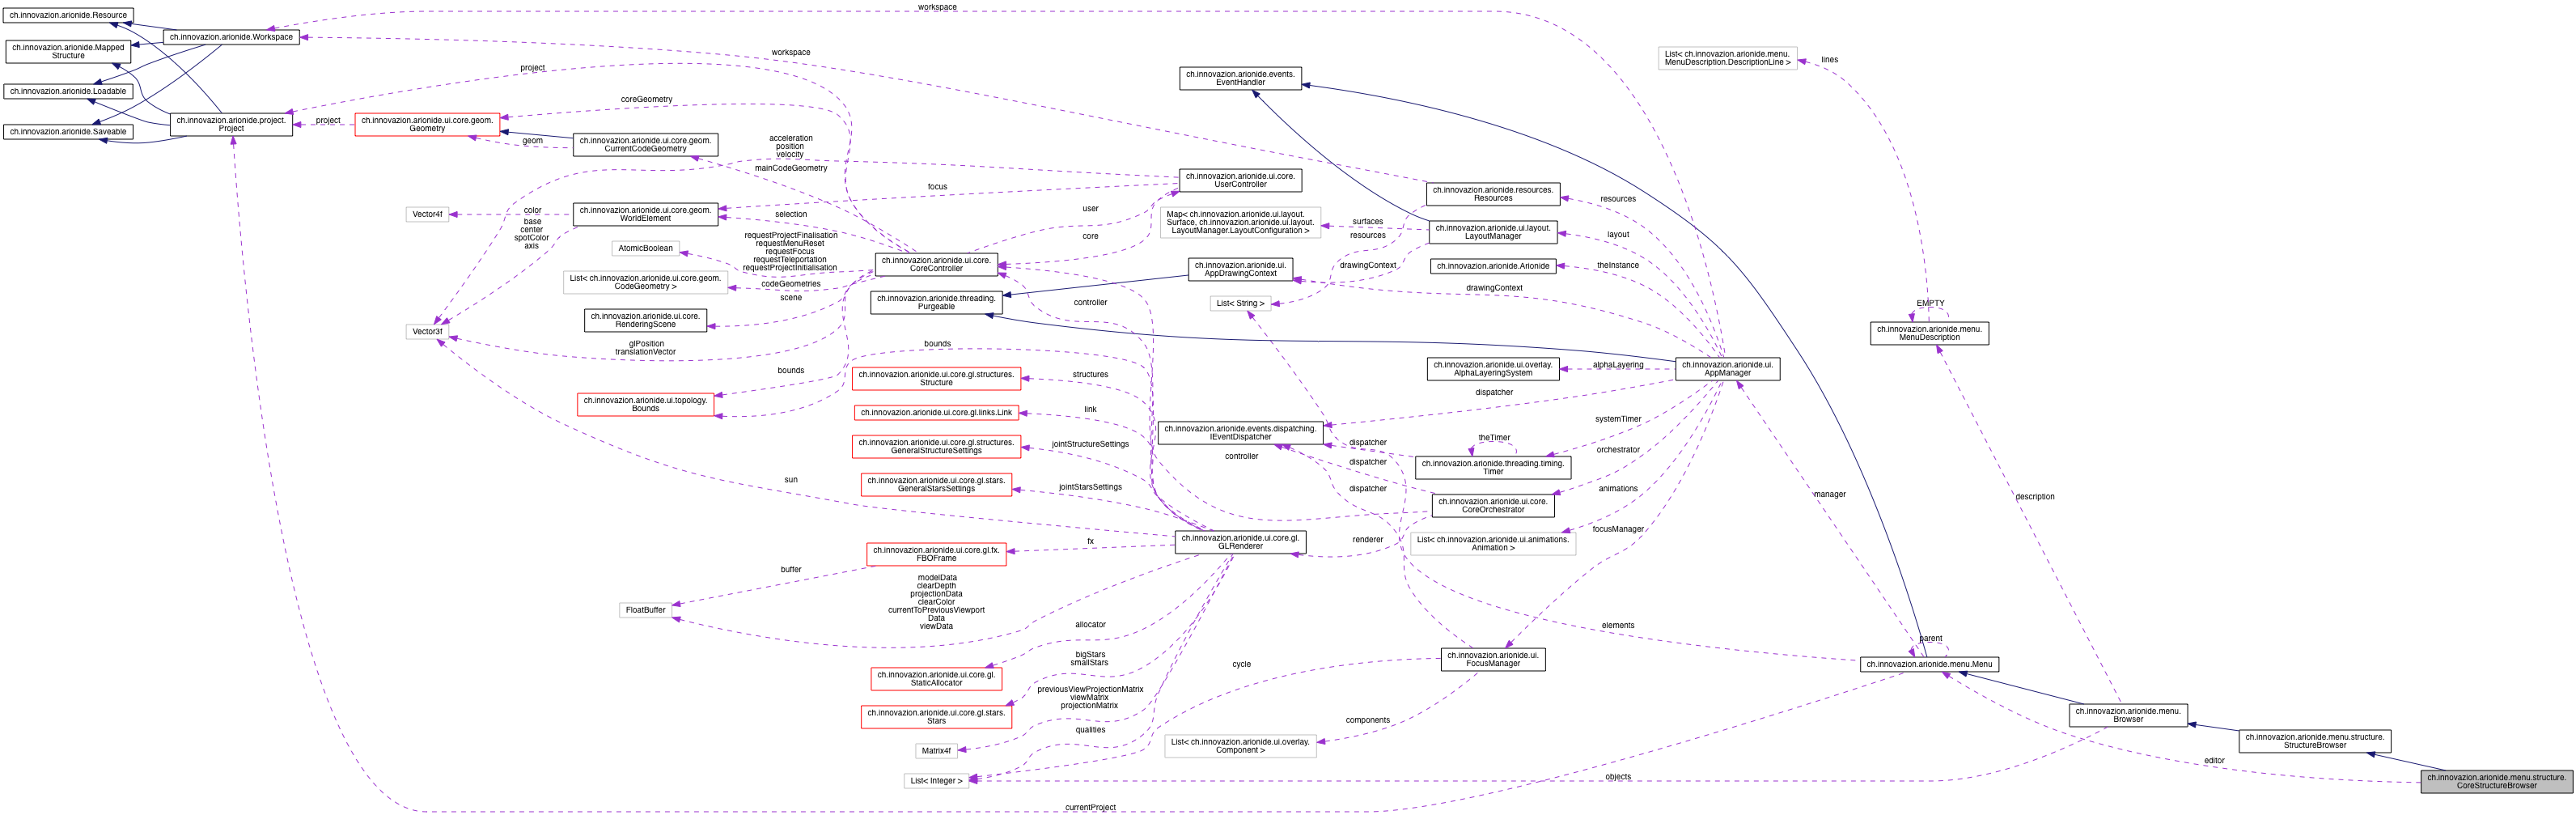 workspace
ch.innovazion.arionide.Resource
ch.innovazion.arionide.Workspace
ch.innovazion.arionide.Mapped
Structure
workspace
List< ch.innovazion.arionide.menu.
MenuDescription.DescriptionLine >
lines
project
ch.innovazion.arionide.events.
EventHandler
ch.innovazion.arionide.Loadable
coreGeometry
ch.innovazion.arionide.project.
Project
project
ch.innovazion.arionide.ui.core.geom.
Geometry
ch.innovazion.arionide.Saveable
geom
ch.innovazion.arionide.ui.core.geom.
CurrentCodeGeometry
acceleration
position
velocity
mainCodeGeometry
ch.innovazion.arionide.ui.core.
UserController
focus
ch.innovazion.arionide.resources.
Resources
resources
Vector4f
color
base
center
spotColor
axis
ch.innovazion.arionide.ui.core.geom.
WorldElement
selection
user
Map< ch.innovazion.arionide.ui.layout.
Surface, ch.innovazion.arionide.ui.layout.
LayoutManager.LayoutConfiguration >
surfaces
resources
ch.innovazion.arionide.ui.layout.
LayoutManager
layout
AtomicBoolean
requestProjectFinalisation
requestMenuReset
requestFocus
requestTeleportation
requestProjectInitialisation
core
ch.innovazion.arionide.ui.core.
CoreController
ch.innovazion.arionide.ui.
AppDrawingContext
drawingContext
ch.innovazion.arionide.Arionide
theInstance
List< ch.innovazion.arionide.ui.core.geom.
CodeGeometry >
codeGeometries
scene
ch.innovazion.arionide.threading.
Purgeable
controller
List< String >
drawingContext
EMPTY
ch.innovazion.arionide.ui.core.
RenderingScene
Vector3f
glPosition
translationVector
ch.innovazion.arionide.menu.
MenuDescription
bounds
bounds
ch.innovazion.arionide.ui.core.gl.structures.
Structure
structures
ch.innovazion.arionide.ui.overlay.
AlphaLayeringSystem
alphaLayering
ch.innovazion.arionide.ui.
AppManager
ch.innovazion.arionide.ui.topology.
Bounds
ch.innovazion.arionide.ui.core.gl.links.Link
link
dispatcher
ch.innovazion.arionide.events.dispatching.
IEventDispatcher
systemTimer
ch.innovazion.arionide.ui.core.gl.structures.
GeneralStructureSettings
jointStructureSettings
controller
dispatcher
theTimer
orchestrator
dispatcher
ch.innovazion.arionide.threading.timing.
Timer
sun
ch.innovazion.arionide.ui.core.gl.stars.
GeneralStarsSettings
jointStarsSettings
dispatcher
animations
manager
description
ch.innovazion.arionide.ui.core.
CoreOrchestrator
focusManager
fx
ch.innovazion.arionide.ui.core.gl.
GLRenderer
renderer
List< ch.innovazion.arionide.ui.animations.
Animation >
ch.innovazion.arionide.ui.core.gl.fx.
FBOFrame
buffer
FloatBuffer
modelData
clearDepth
projectionData
clearColor
currentToPreviousViewport
Data
viewData
allocator
elements
parent
bigStars
smallStars
cycle
ch.innovazion.arionide.ui.
FocusManager
ch.innovazion.arionide.menu.Menu
ch.innovazion.arionide.ui.core.gl.
StaticAllocator
previousViewProjectionMatrix
viewMatrix
projectionMatrix
ch.innovazion.arionide.ui.core.gl.stars.
Stars
components
ch.innovazion.arionide.menu.
Browser
qualities
Matrix4f
List< ch.innovazion.arionide.ui.overlay.
Component >
ch.innovazion.arionide.menu.structure.
StructureBrowser
editor
List< Integer >
objects
ch.innovazion.arionide.menu.structure.
CoreStructureBrowser
currentProject